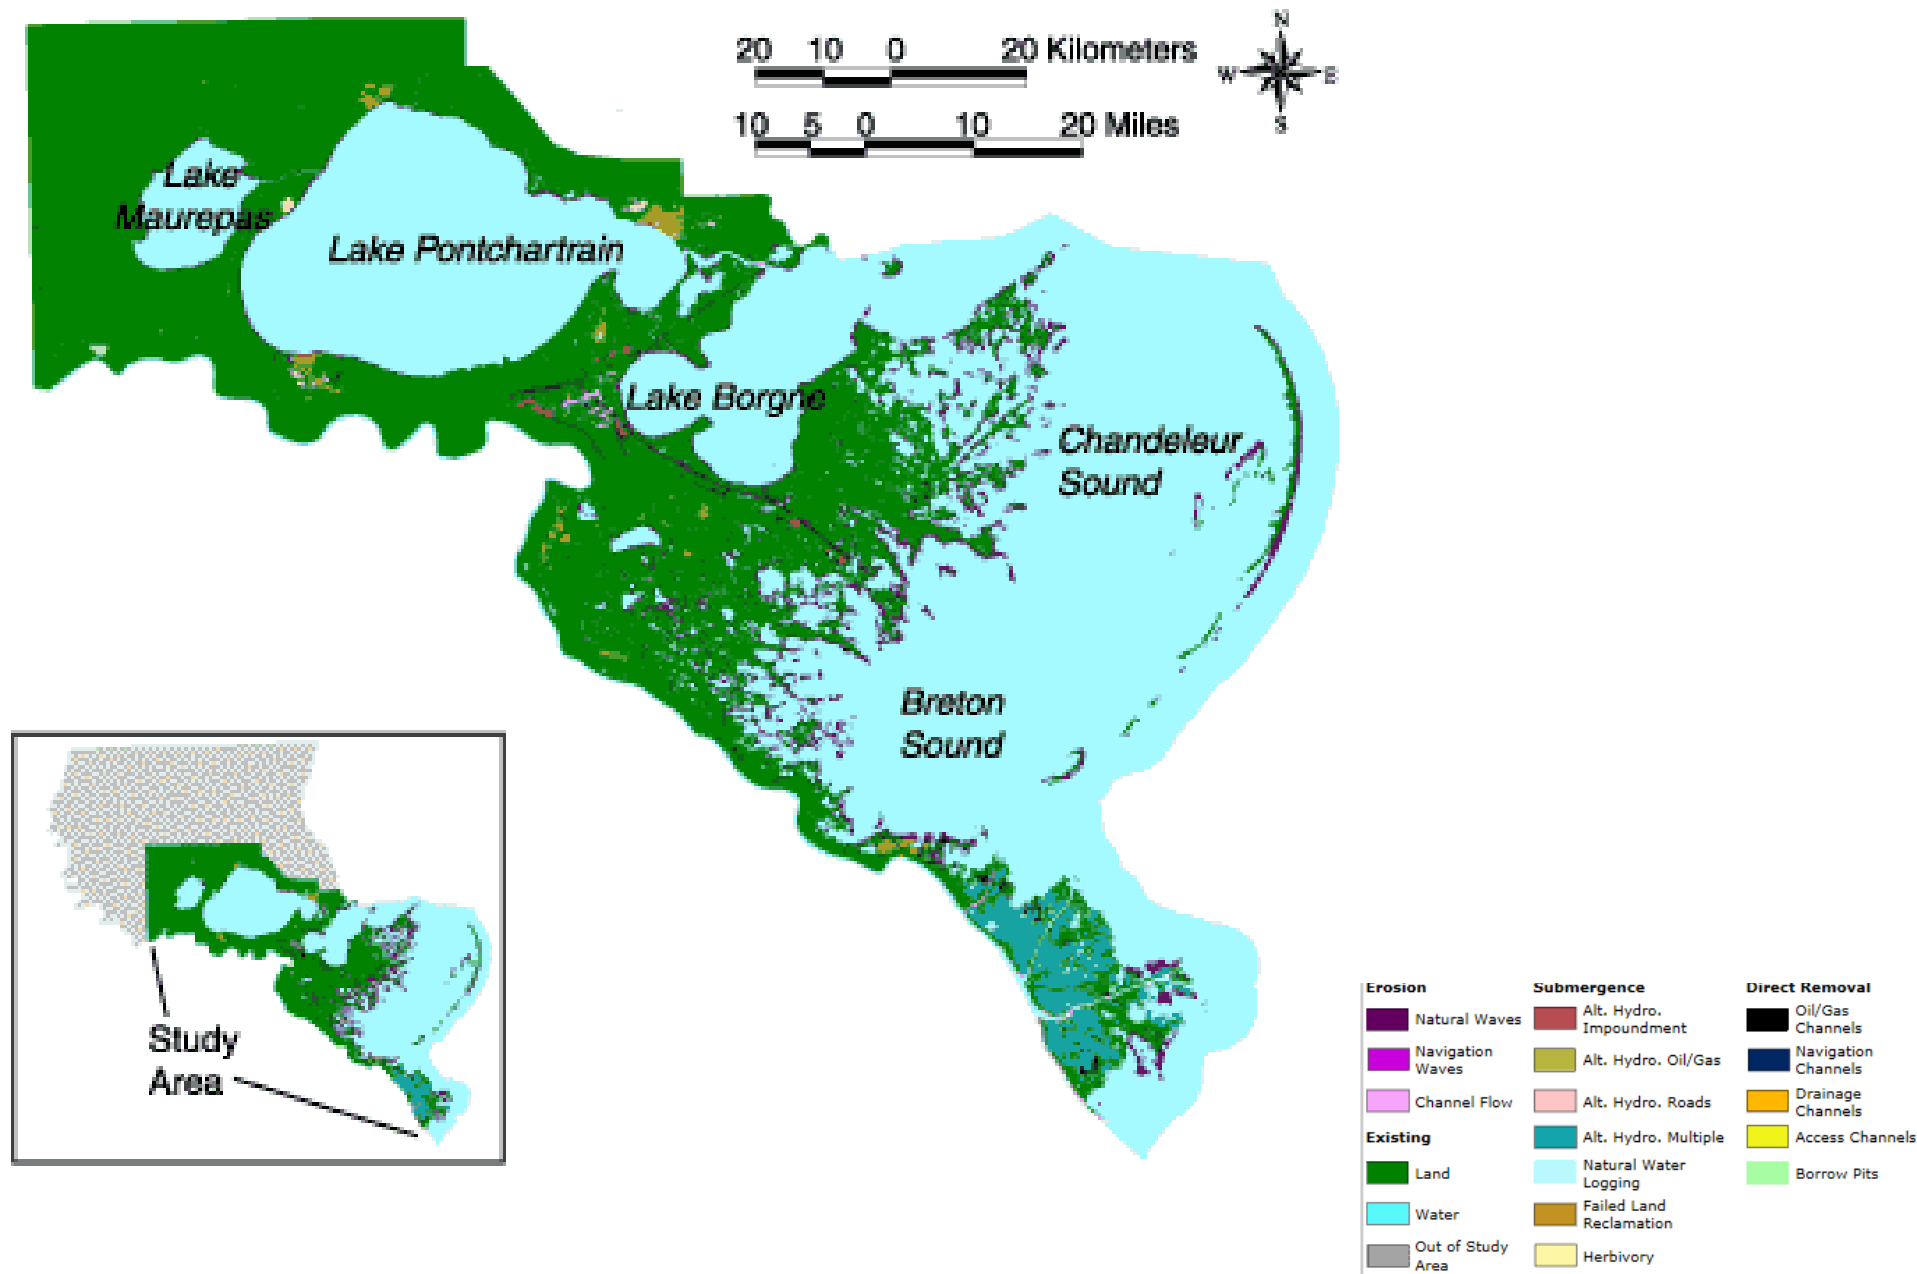 20 10 0 20 Kilometers
10 5 0 10 20 Miles
N
W E
S
Lake
Maurepas
Lake Pontchartrain
Lake Borgne
Chandeleur
Sound
Breton
Sound
Study
Area
Erosion
Natural Waves
Navigation
Waves
Channel Flow
Existing
Land
Water
Out of Study
Area
Submergence
Alt. Hydro.
Impoundment
Alt. Hydro. Oil/Gas
Alt. Hydro. Roads
Alt. Hydro. Multiple
Natural Water
Logging
Failed Land
Reclamation
Herbivory
Direct Removal
Oil/Gas
Channels
Navigation
Channels
Drainage
Channels
Access Channels
Borrow Pits